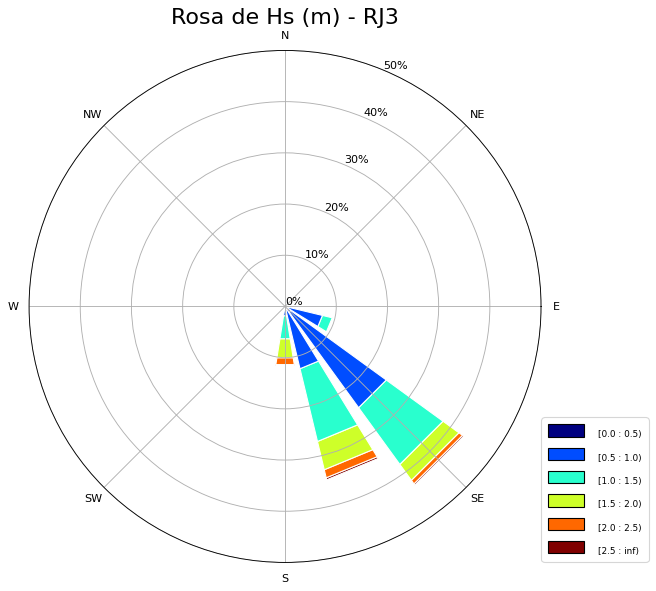 Rosa de Hs (m) - RJ3
N
50%
NW
NE
40%
30%
20%
10%
0%
W
E
[0.0 : 0.5)
[0.5 : 1.0)
[1.0 : 1.5)
[1.5 : 2.0)
[2.0 : 2.5)
[2.5 : inf)
SW
SE
S